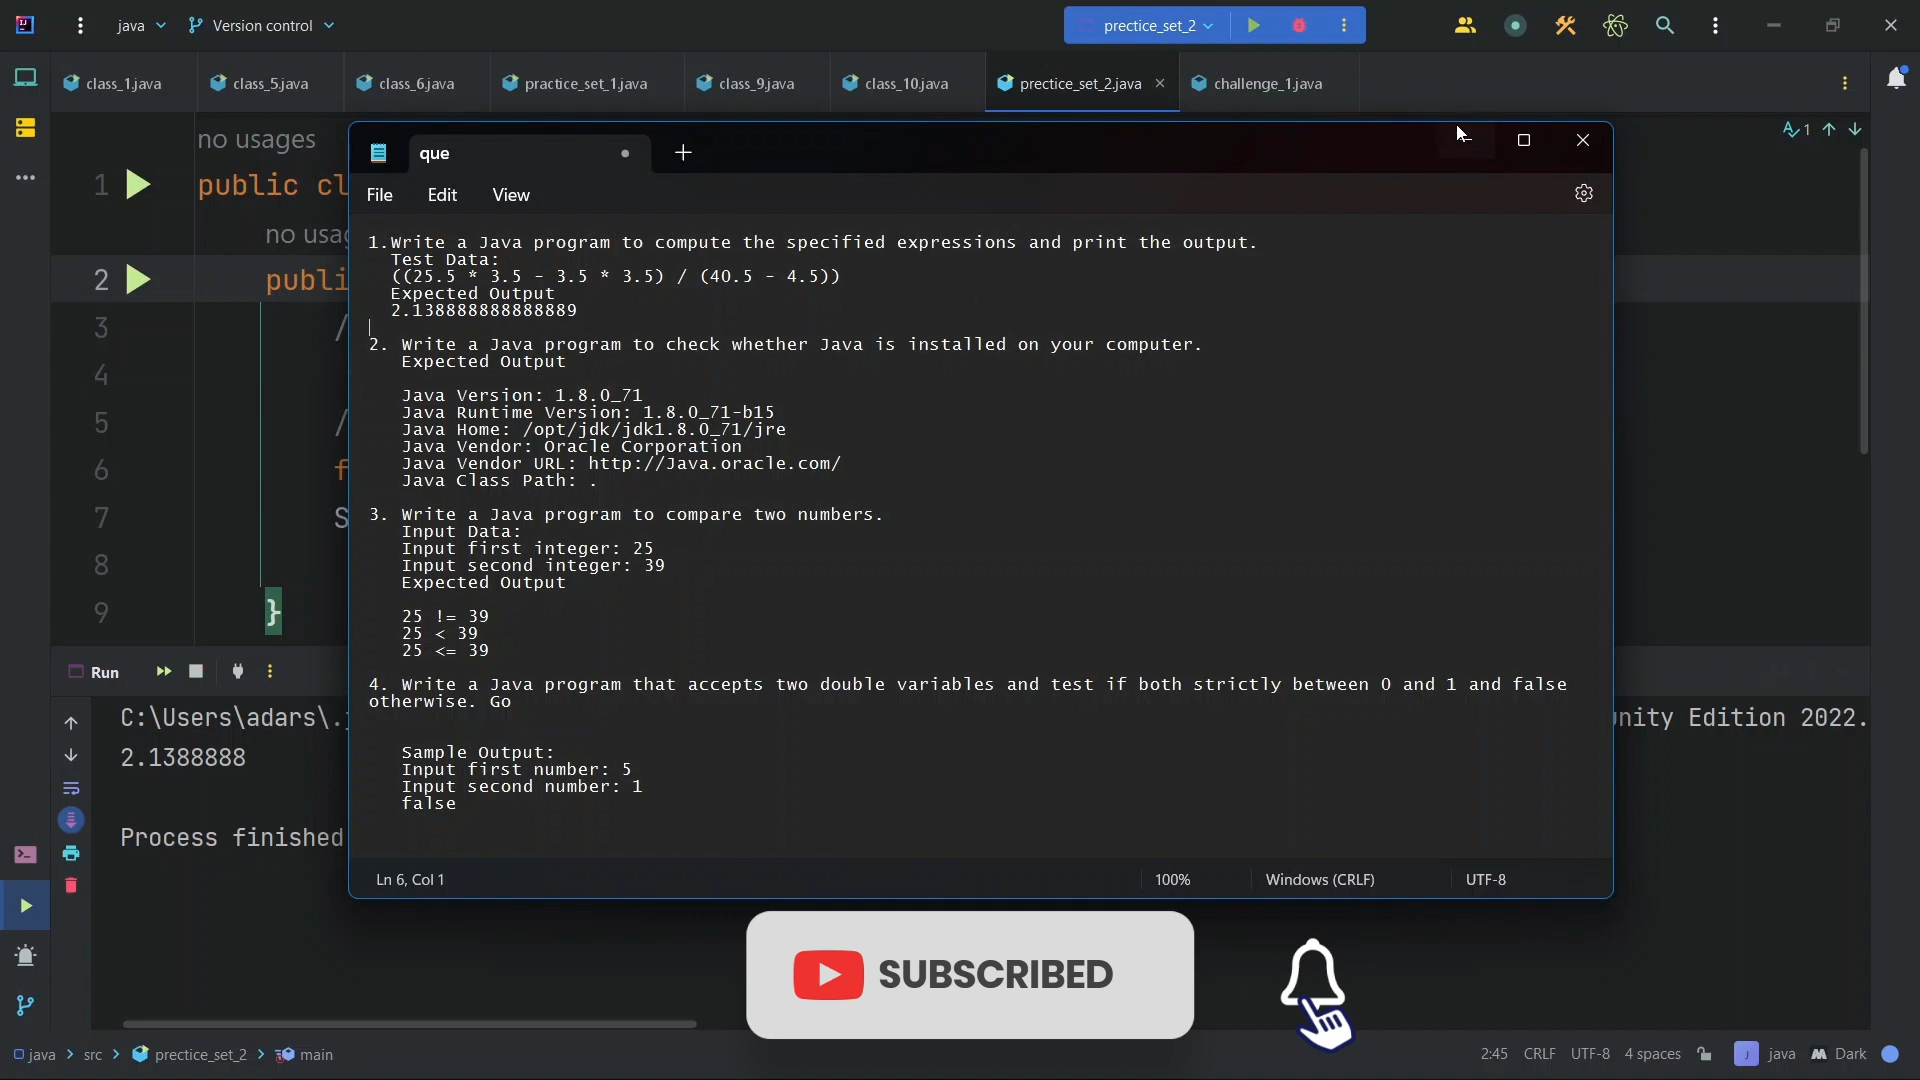 java
Version control
prectice_set_2
class_1.java
class_5.java
class_6.java
practice_set_1.java
class_9.java
class_10.java
prectice_set_2.java
challenge_1.java
no usages
1
public cl
1
que
File
Edit
View
no usag
2
publi
3
/
4
5
/
6
f
7
S
8
9
}
1.Write a Java program to compute the specified expressions and print the output.
Test Data:
((25.5 * 3.5 - 3.5 * 3.5) / (40.5 - 4.5))
Expected Output
2.138888888888889
2. Write a Java program to check whether Java is installed on your computer.
Expected Output
Java Version: 1.8.0_71
Java Runtime Version: 1.8.0_71-b15
Java Home: /opt/jdk/jdk1.8.0_71/jre
Java Vendor: Oracle Corporation
Java Vendor URL: http://Java.oracle.com/
Java Class Path: .
3. Write a Java program to compare two numbers.
Input Data:
Input first integer: 25
Input second integer: 39
Expected Output
25 != 39
25 < 39
25 <= 39
4. Write a Java program that accepts two double variables and test if both strictly between 0 and 1 and false
otherwise. Go
Sample Output:
Input first number: 5
Input second number: 1
false
Ln 6, Col 1
100%
Windows (CRLF)
UTF-8
Run
C:\Users\adars\.j
unity Edition 2022.
2.1388888
Process finished
SUBSCRIBED
java > src > prectice_set_2 > main
2:45
CRLF
UTF-8
4 spaces
java
Dark